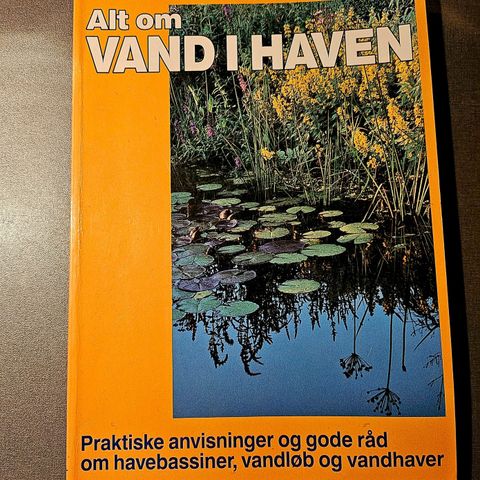 Alt om
VAND I HAVEN
Praktiske anvisninger og gode råd
om havebassiner, vandløb og vandhaver